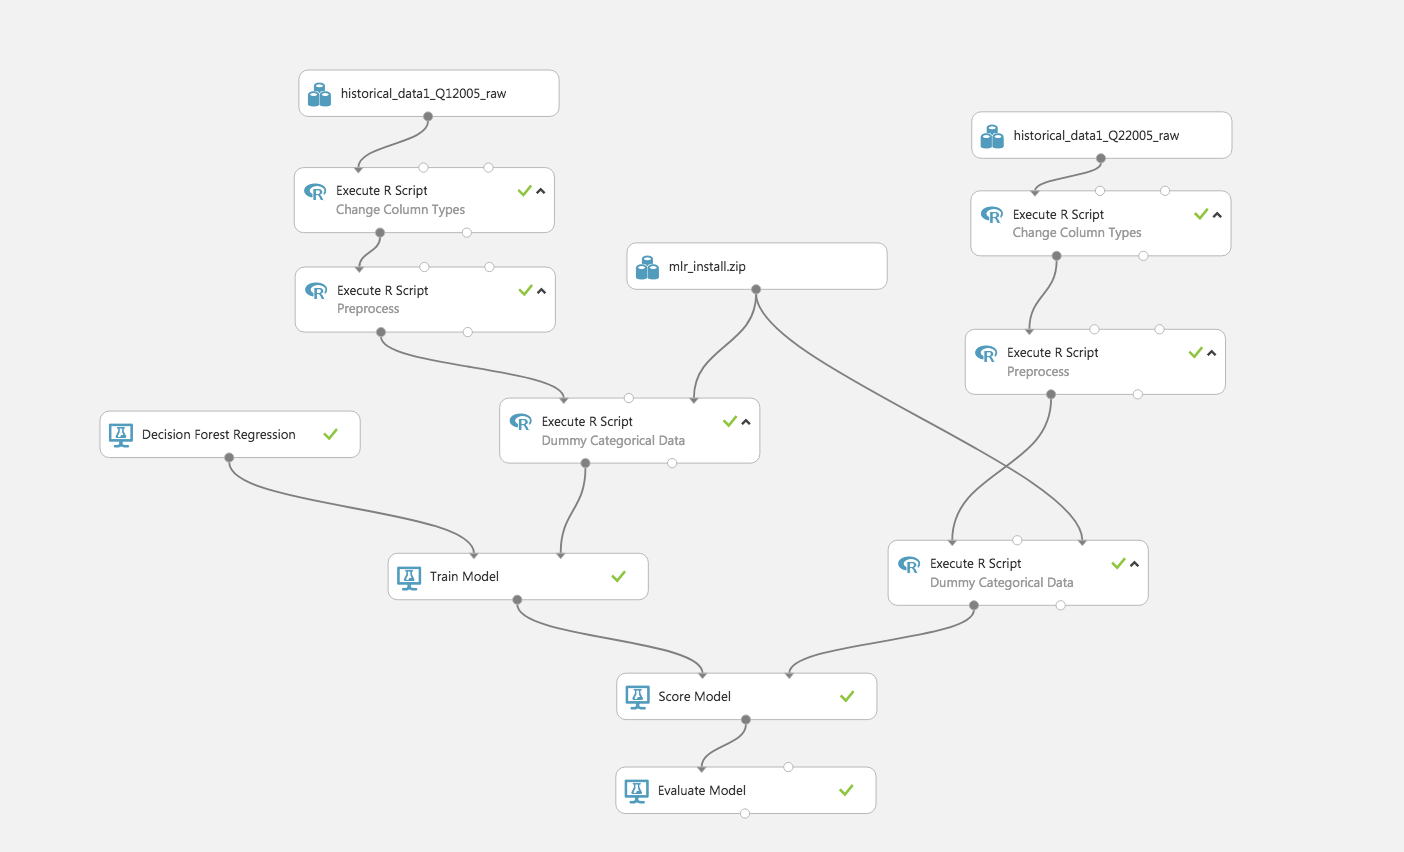 historical_data1_Q12005_raw
Execute R Script
Change Column Types
Execute R Script
Preprocess
historical_data1_Q22005_raw
Execute R Script
Change Column Types
mlr_install.zip
Execute R Script
Preprocess
Decision Forest Regression
Execute R Script
Dummy Categorical Data
Train Model
Execute R Script
Dummy Categorical Data
Score Model
Evaluate Model